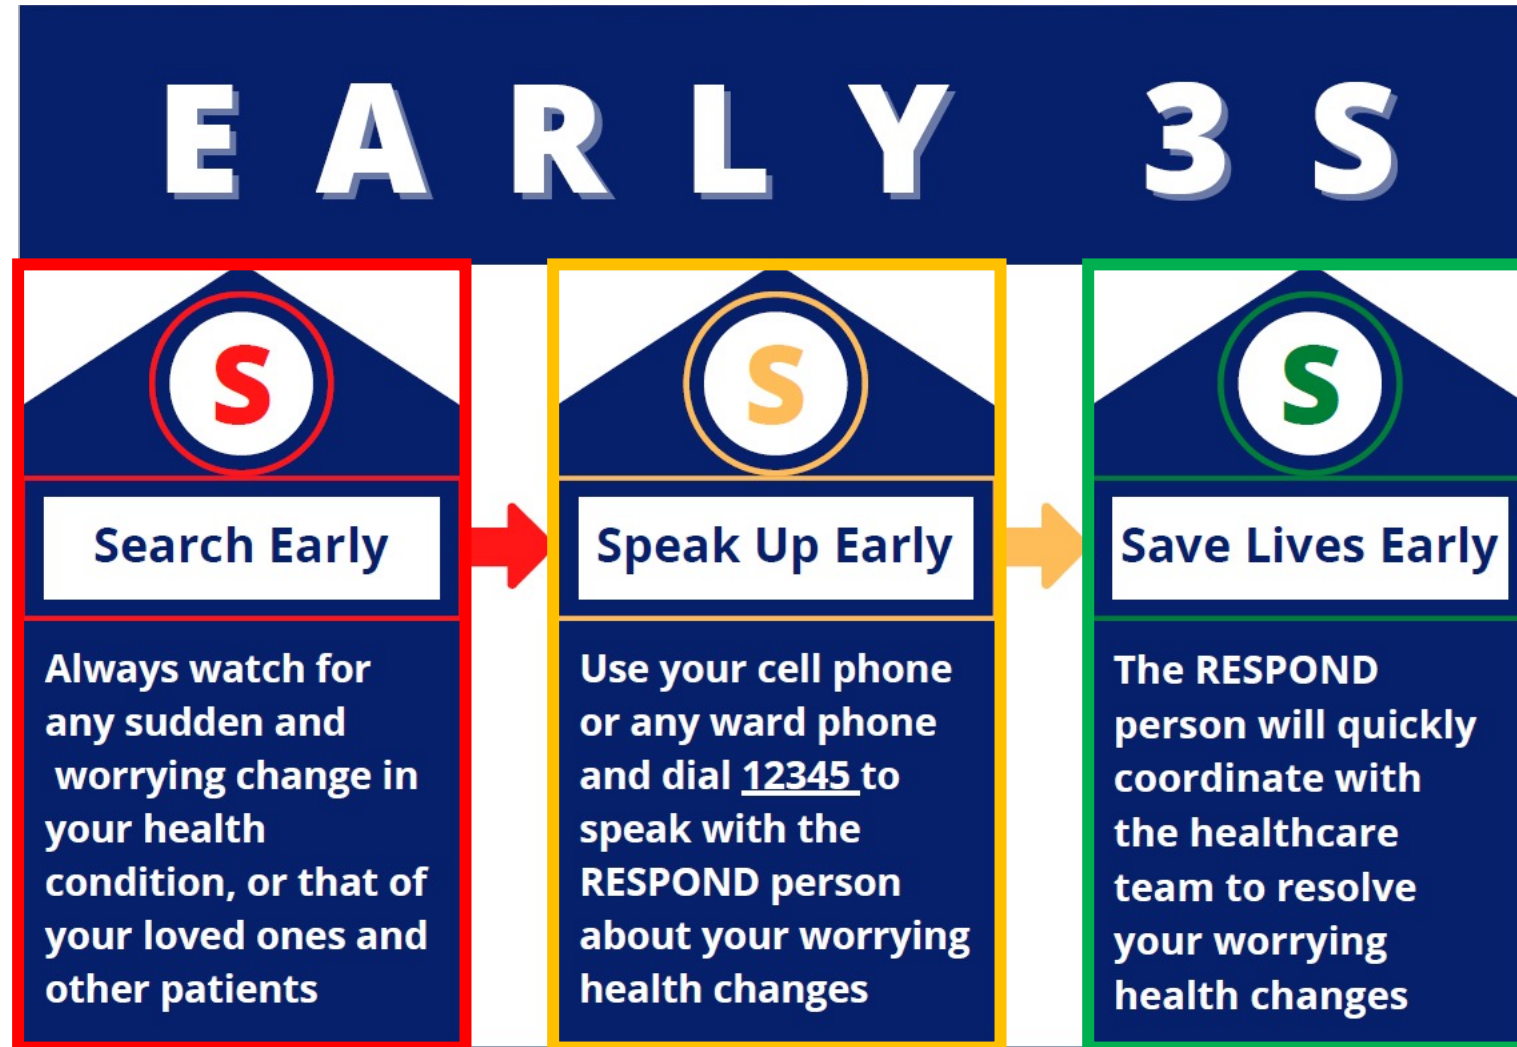 EARLY 3S
S
Search Early
Always watch for
any sudden and
worrying change in
your health
condition, or that of
your loved ones and
other patients
S
Speak Up Early
Use your cell phone
or any ward phone
and dial 12345 to
speak with the
RESPOND person
about your worrying
health changes
S
Save Lives Early
The RESPOND
person will quickly
coordinate with
the healthcare
team to resolve
your worrying
health changes